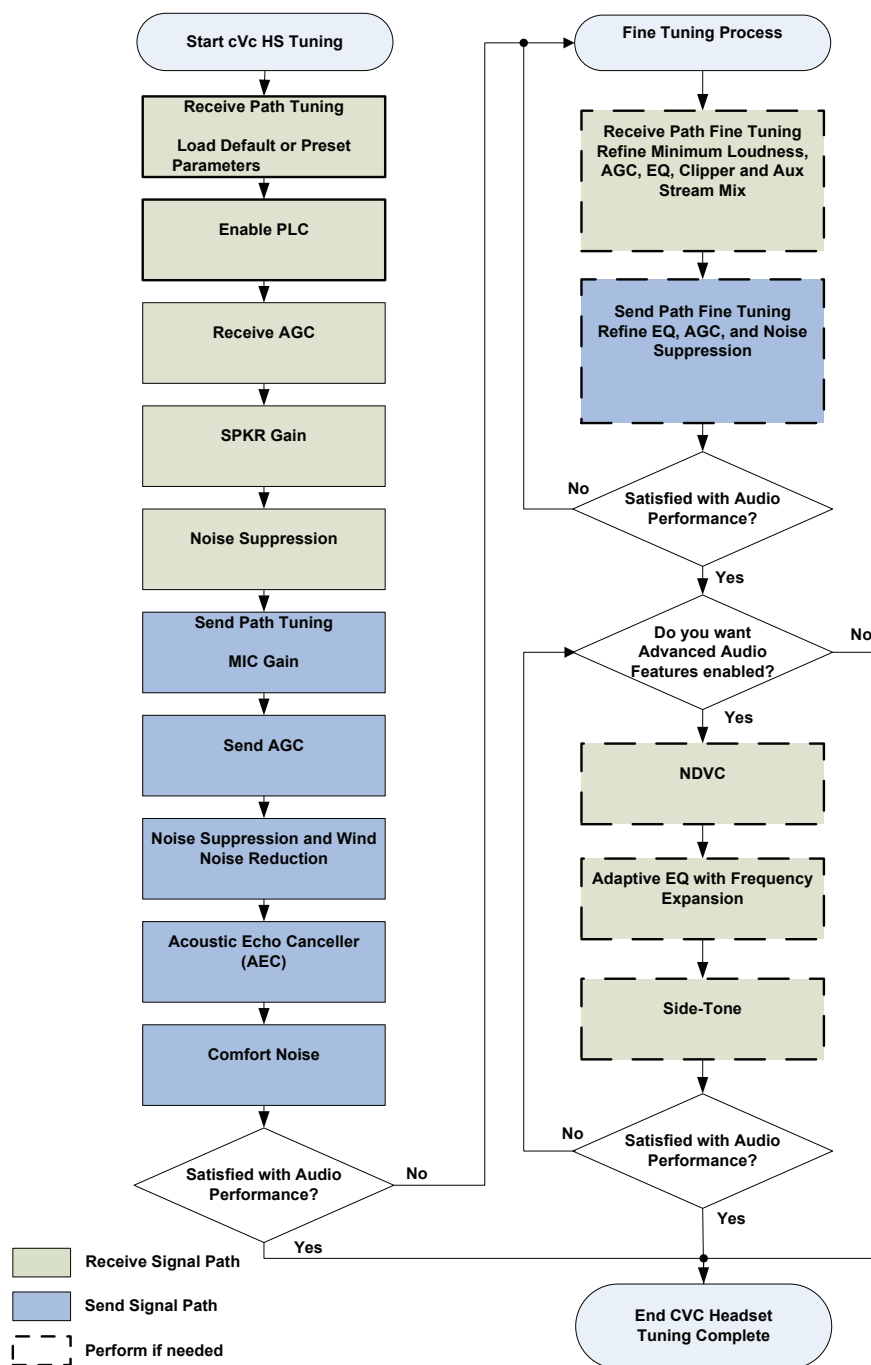 Start cVc HS Tuning
Receive Path Tuning
Load Default or Preset
Parameters
Enable PLC
Receive AGC
SPKR Gain
Noise Suppression
Send Path Tuning
MIC Gain
Send AGC
Noise Suppression and Wind
Noise Reduction
Acoustic Echo Canceller
(AEC)
Comfort Noise
Satisfied with Audio
Performance?
No
Yes
Fine Tuning Process
Receive Path Fine Tuning
Refine Minimum Loudness,
AGC, EQ, Clipper and Aux
Stream Mix
Send Path Fine Tuning
Refine EQ, AGC, and Noise
Suppression
No
Satisfied with Audio
Performance?
Yes
Do you want
Advanced Audio
Features enabled?
No
Yes
NDVC
Adaptive EQ with Frequency
Expansion
Side-Tone
No
Satisfied with Audio
Performance?
Yes
End CVC Headset
Tuning Complete
Receive Signal Path
Send Signal Path
Perform if needed